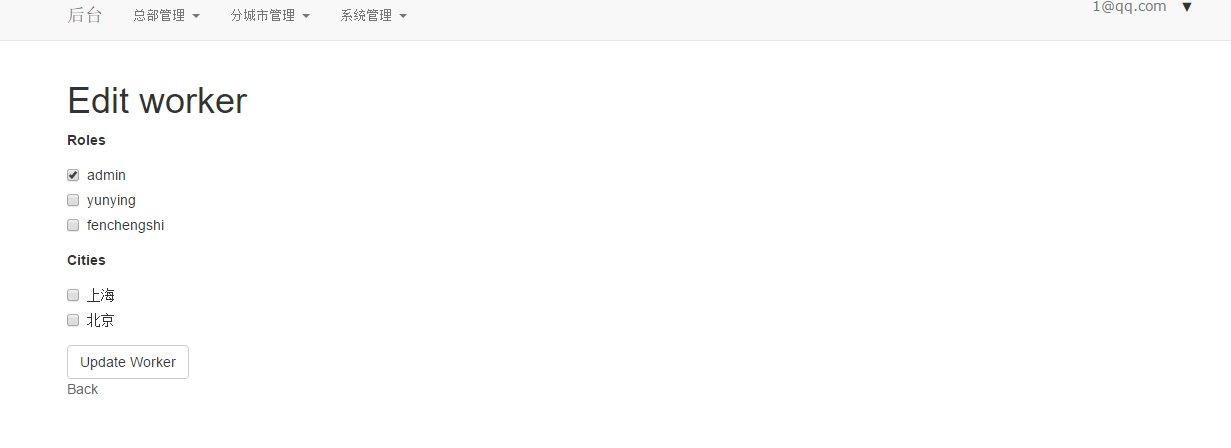 后台 总部管理 分城市管理 系统管理 1@qq.com
Edit worker
Roles
admin
yunying
fenchengshi
Cities
上海
北京
Update Worker
Back